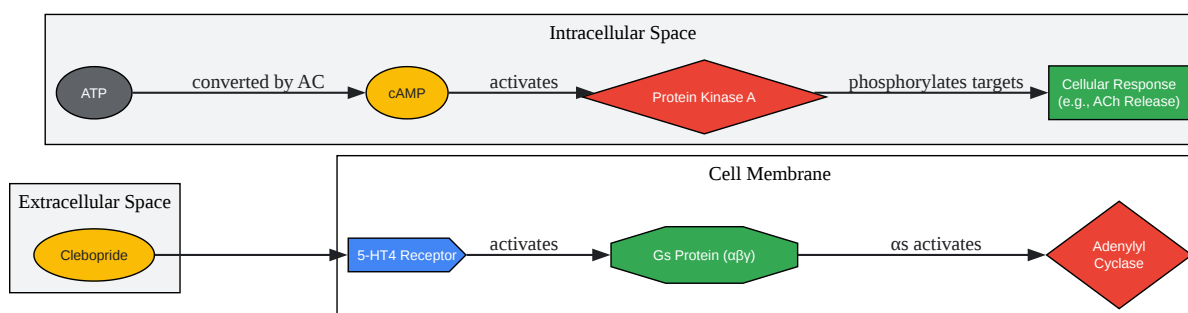 Intracellular Space
ATP
converted by AC
cAMP
activates
Protein Kinase A
phosphorylates targets
Cellular Response
(e.g., ACh Release)
Cell Membrane
Extracellular Space
Clebopride
5-HT4 Receptor
activates
Gs Protein (αβγ)
αs activates
Adenylyl
Cyclase